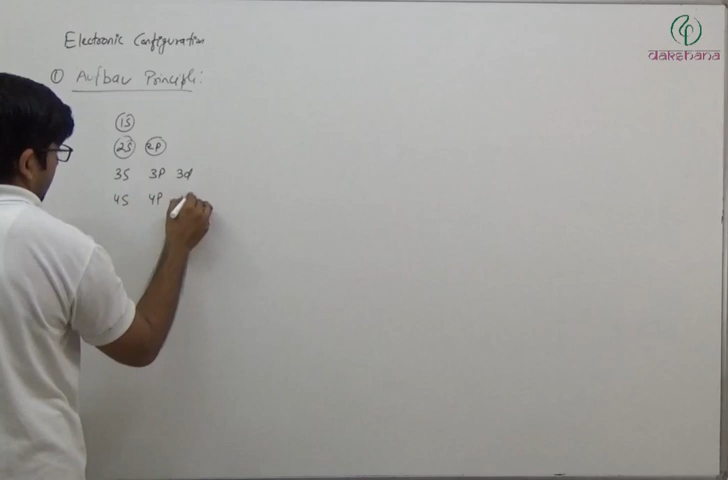 dakshana
Electronic Configuration
① Aufbau Principle:
1S
2S 2P
3S 3P 3d
4S 4P